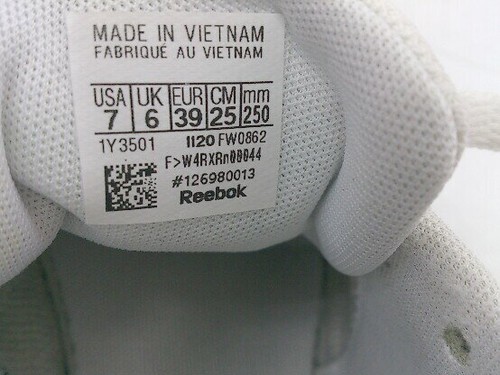 MADE IN VIETNAM
FABRIQUÉ AU VIETNAM
USA UK EUR CM mm
7 6 39 25 250
1Y3501 1120 FW0862
F>W4RXRn00044
#126980013
Reebok